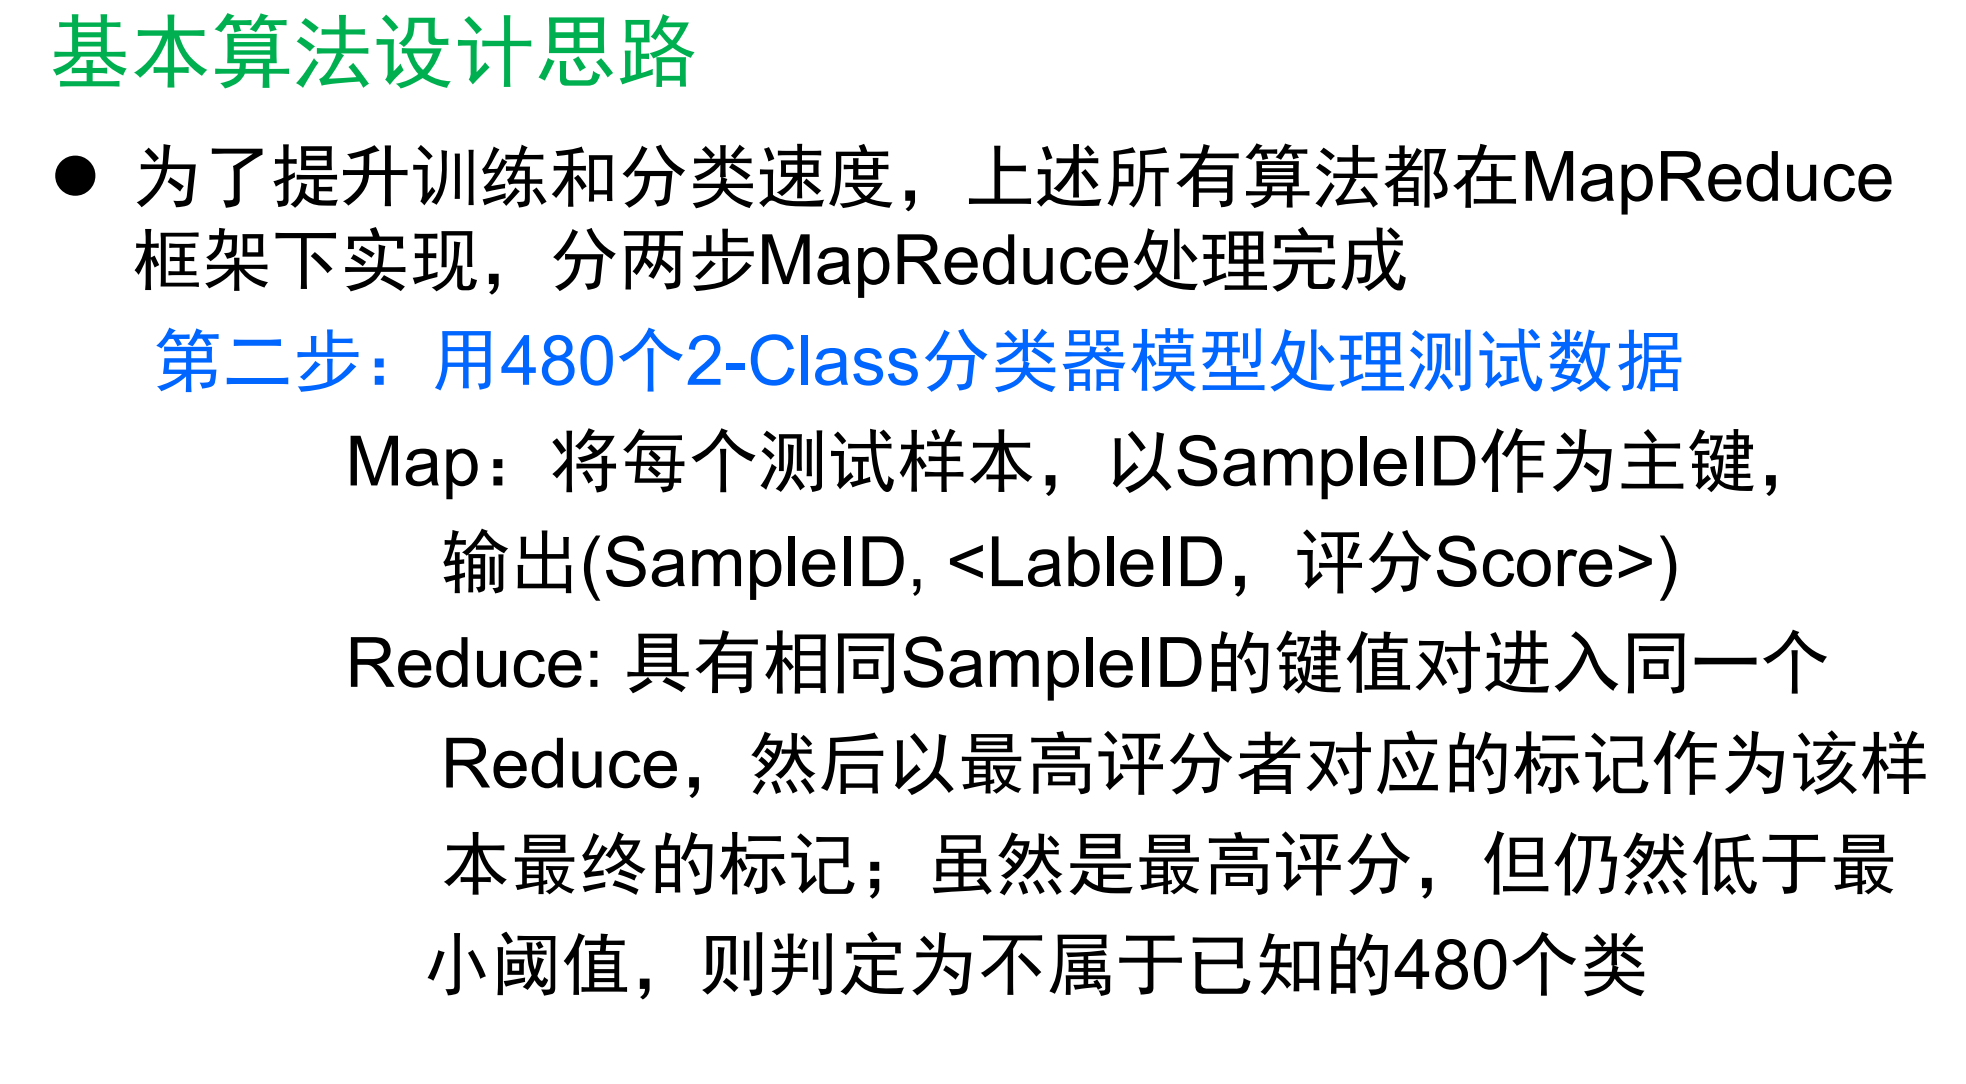 基本算法设计思路
● 为了提升训练和分类速度，上述所有算法都在MapReduce
框架下实现，分两步MapReduce处理完成
第二步：用480个2-Class分类器模型处理测试数据
Map：将每个测试样本，以SampleID作为主键，
输出(SampleID, <LableID，评分Score>)
Reduce: 具有相同SampleID的键值对进入同一个
Reduce，然后以最高评分者对应的标记作为该样
本最终的标记；虽然是最高评分，但仍然低于最
小阈值，则判定为不属于已知的480个类